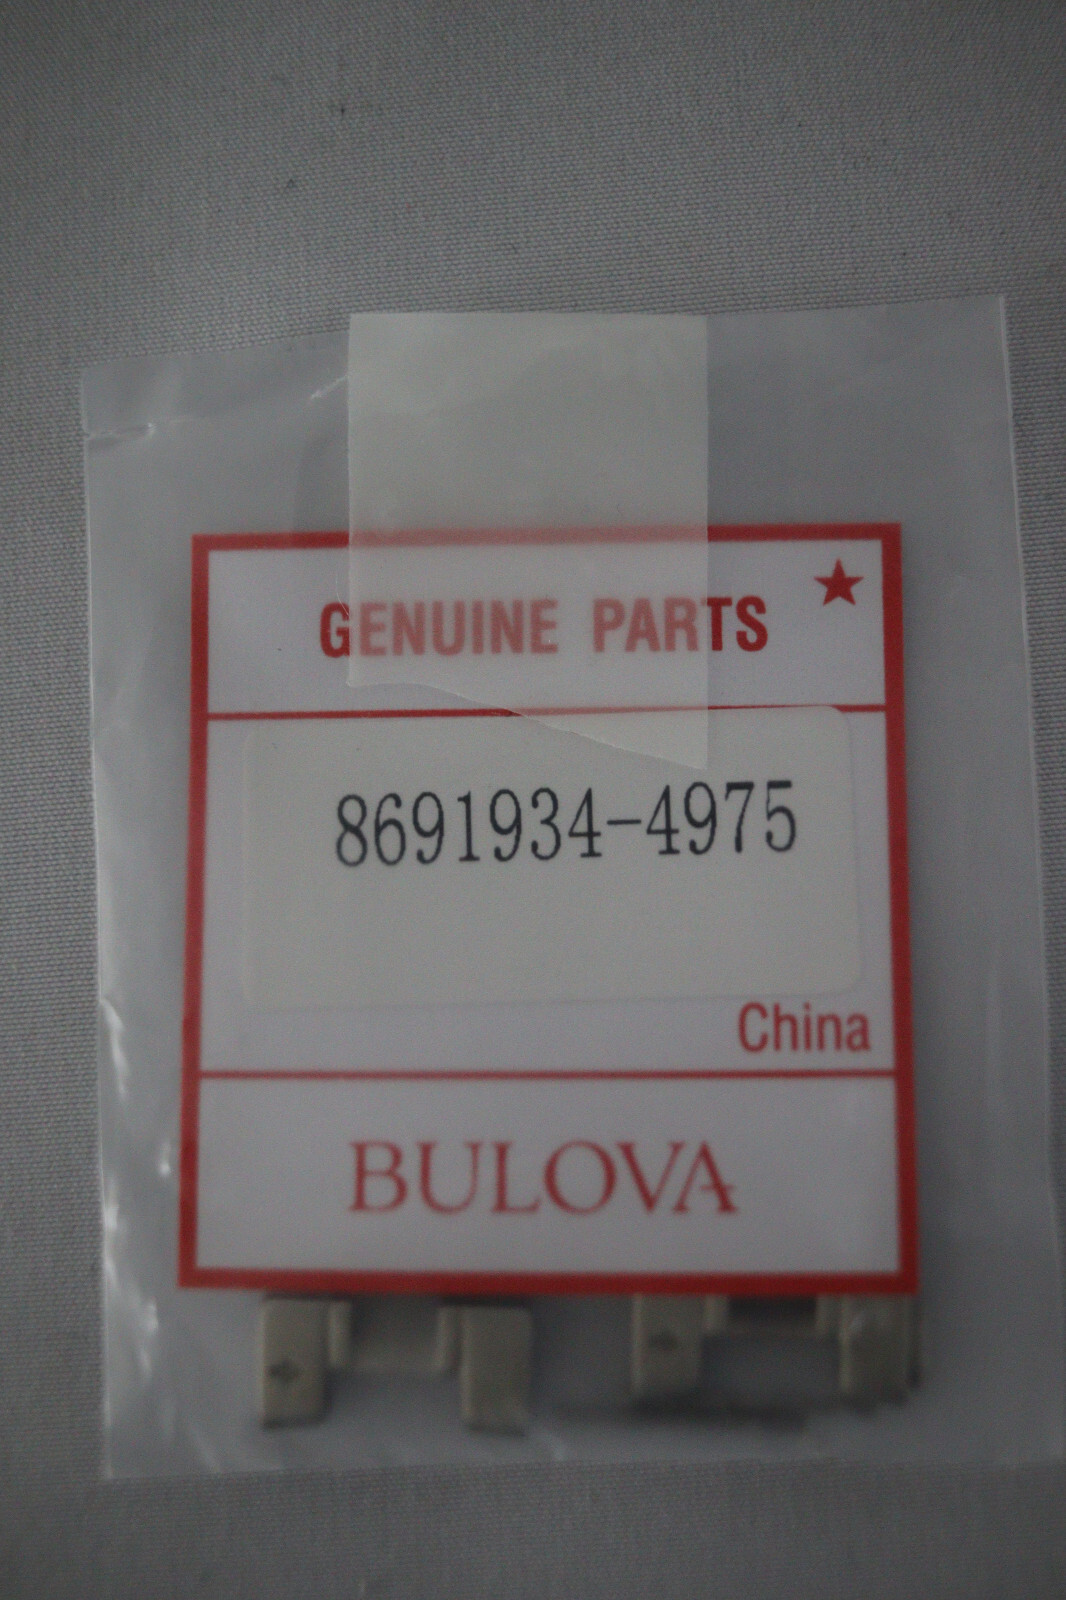 GENUINE PARTS
8691934-4975
China
BULOVA